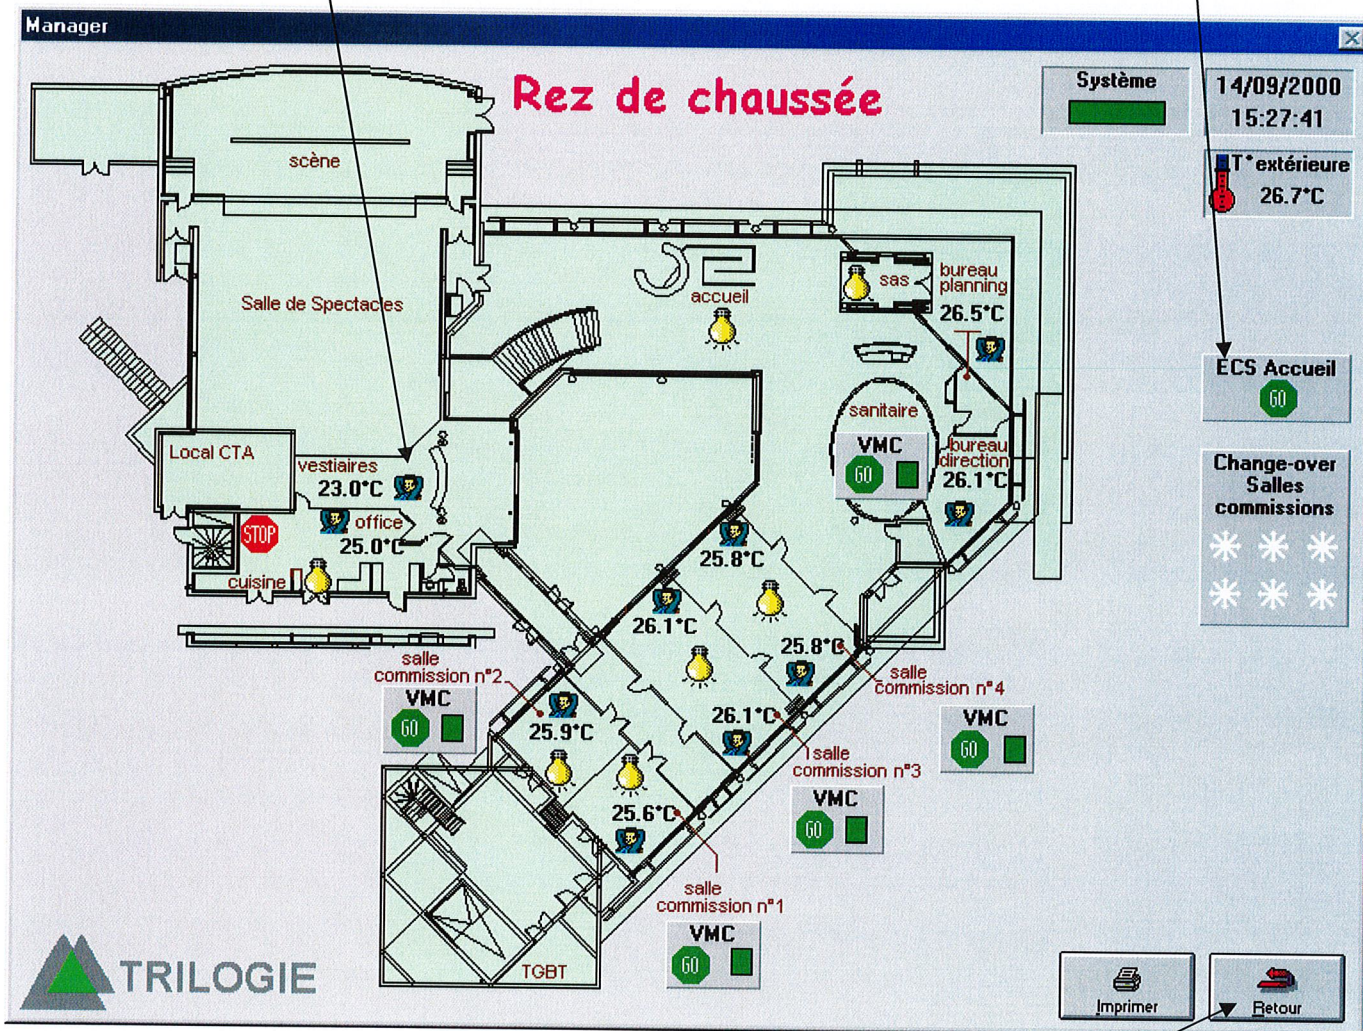 Manager
Rez de chaussée
Système
14/09/2000
15:27:41
T°extérieure
26.7°C
scène
Salle de Spectacles
accueil
sas
bureau
planning
26.5°C
ECS Accueil
GO
sanitaire
VMC
GO
bureau
direction
26.1°C
Local CTA
vestiaires
23.0°C
STOP
office
25.0°C
cuisine
Change-over
Salles
commissions
25.8°C
26.1°C
25.8°C
salle
commission n°4
VMC
GO
salle
commission n°2
VMC
GO
25.9°C
26.1°C
salle
commission n°3
VMC
GO
25.6°C
salle
commission n°1
VMC
GO
TGBT
TRILOGIE
Imprimer
Retour